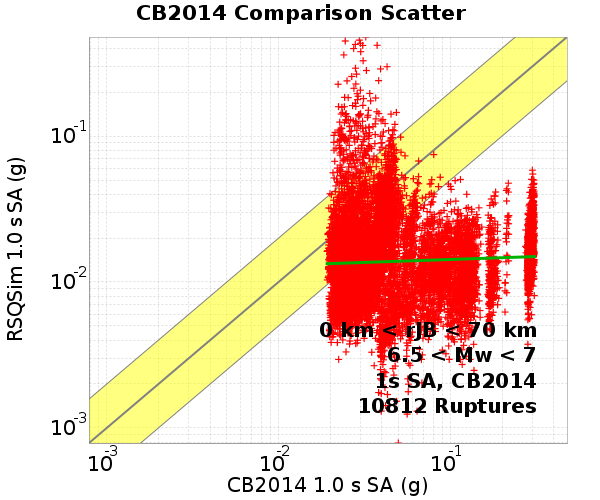 CB2014 Comparison Scatter
RSQSim 1.0 s SA (g)
10-1
10-2
10-3
0 km < rJB < 70 km
6.5 < Mw < 7
1s SA, CB2014
10812 Ruptures
10-3 10-2 10-1
CB2014 1.0 s SA (g)